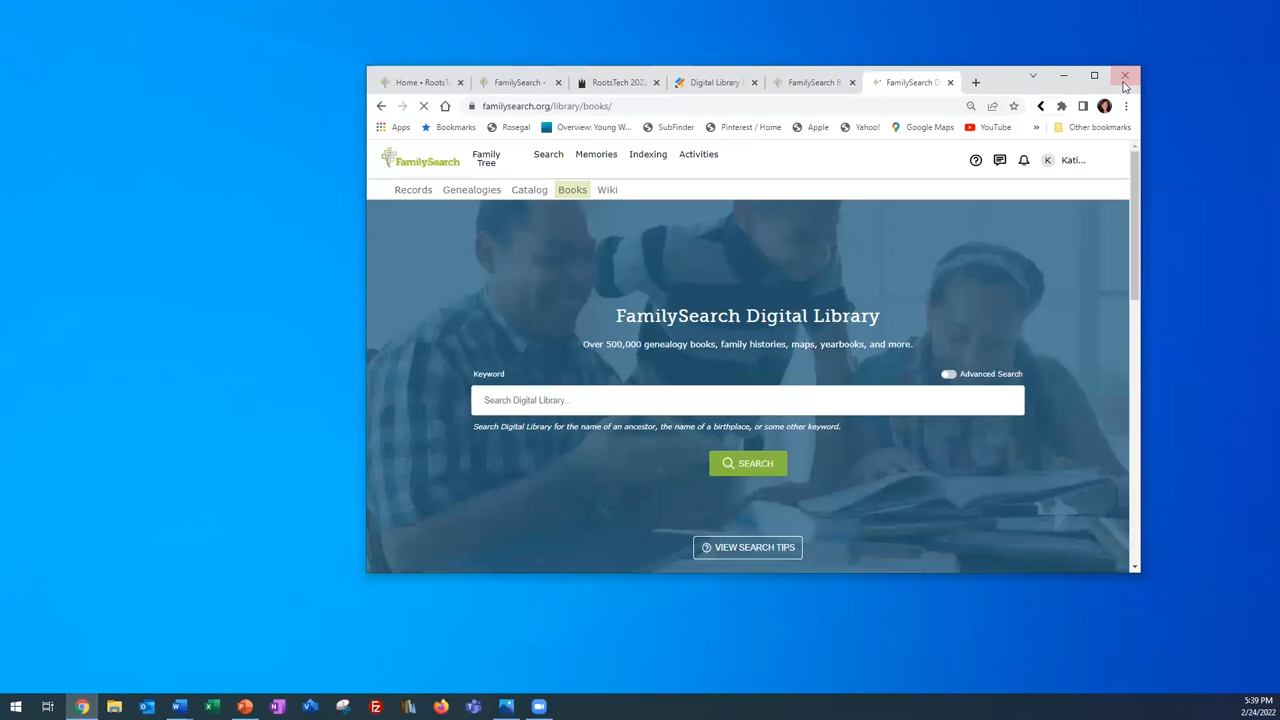 Home • RootsT
FamilySearch •
RootsTech 202
Digital Library
FamilySearch B
FamilySearch D
familysearch.org/library/books/
Apps
Bookmarks
Rosegal
Overview: Young W...
SubFinder
Pinterest / Home
Apple
Yahoo!
Google Maps
YouTube
»
Other bookmarks
FamilySearch
Family
Tree
Search
Memories
Indexing
Activities
K
Kati...
Records
Genealogies
Catalog
Books
Wiki
FamilySearch Digital Library
Over 500,000 genealogy books, family histories, maps, yearbooks, and more.
Keyword
Advanced Search
Search Digital Library...
Search Digital Library for the name of an ancestor, the name of a birthplace, or some other keyword.
SEARCH
VIEW SEARCH TIPS
5:39 PM
2/24/2022